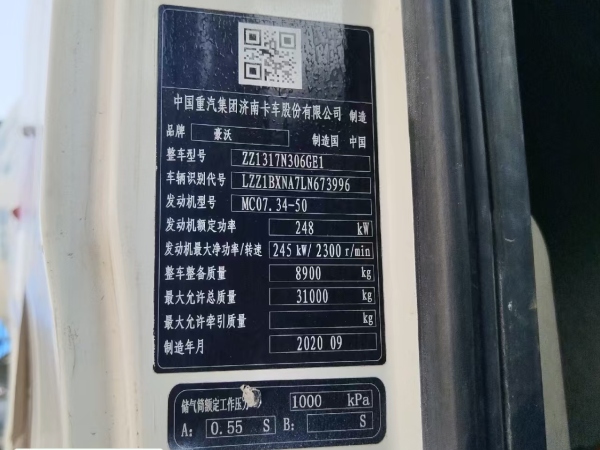 中国重汽集团济南卡车股份有限公司 制造
品牌 豪沃 制造国 中国
整车型号 ZZ1317N306GE1
车辆识别代号 LZZ1BXNA7LN673996
发动机型号 MC07.34-50
发动机额定功率 248 kW
发动机最大净功率/转速 245 kW/ 2300 r/min
整车整备质量 8900 kg
最大允许总质量 31000 kg
最大允许牵引质量 kg
制造年月 2020 09
储气筒额定工作压力 1000 kPa
A: 0.55 S B: S